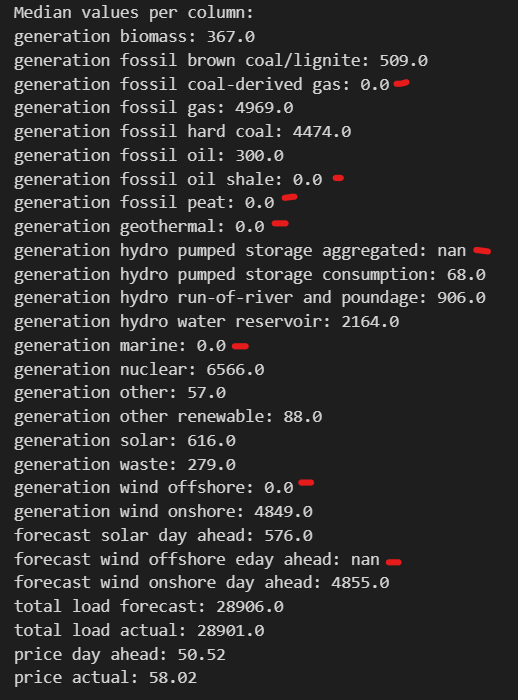 Median values per column:
generation biomass: 367.0
generation fossil brown coal/lignite: 509.0
generation fossil coal-derived gas: 0.0
generation fossil gas: 4969.0
generation fossil hard coal: 4474.0
generation fossil oil: 300.0
generation fossil oil shale: 0.0
generation fossil peat: 0.0
generation geothermal: 0.0
generation hydro pumped storage aggregated: nan
generation hydro pumped storage consumption: 68.0
generation hydro run-of-river and poundage: 906.0
generation hydro water reservoir: 2164.0
generation marine: 0.0
generation nuclear: 6566.0
generation other: 57.0
generation other renewable: 88.0
generation solar: 616.0
generation waste: 279.0
generation wind offshore: 0.0
generation wind onshore: 4849.0
forecast solar day ahead: 576.0
forecast wind offshore eday ahead: nan
forecast wind onshore day ahead: 4855.0
total load forecast: 28906.0
total load actual: 28901.0
price day ahead: 50.52
price actual: 58.02